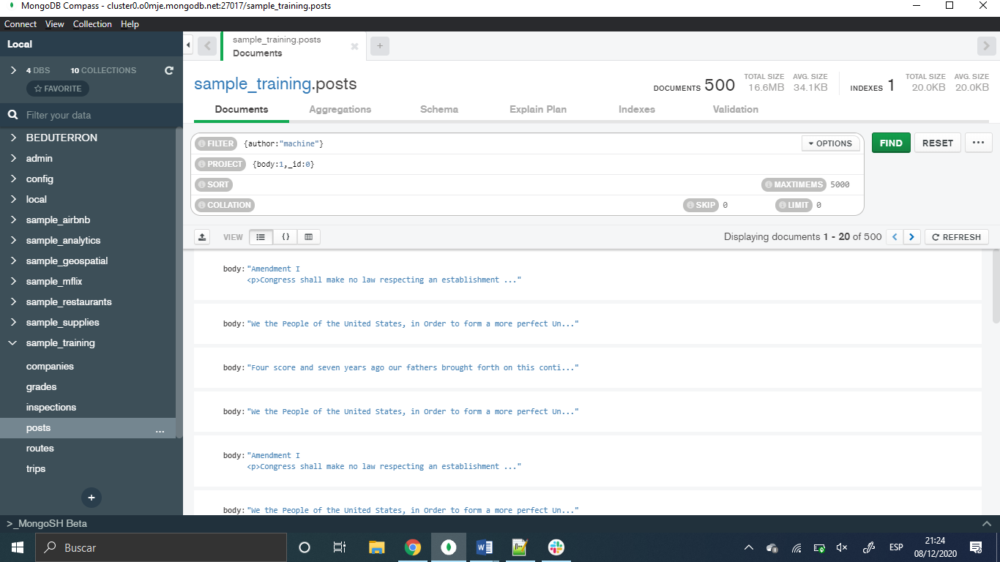 MongoDB Compass - cluster0.o0mje.mongodb.net:27017/sample_training.posts
Connect View Collection Help
Local
4 DBS 10 COLLECTIONS
FAVORITE
Filter your data
BEDUTERRON
admin
config
local
sample_airbnb
sample_analytics
sample_geospatial
sample_mflix
sample_restaurants
sample_supplies
sample_training
companies
grades
inspections
posts ...
routes
trips
+
sample_training.posts
Documents
+
sample_training.posts
DOCUMENTS 500 TOTAL SIZE 16.6MB AVG. SIZE 34.1KB INDEXES 1 TOTAL SIZE 20.0KB AVG. SIZE 20.0KB
Documents Aggregations Schema Explain Plan Indexes Validation
FILTER {author:"machine"} OPTIONS FIND RESET ...
PROJECT {body:1,_id:0}
SORT MAXTIMEMS 5000
COLLATION SKIP 0 LIMIT 0
VIEW {} Displaying documents 1 - 20 of 500 < > REFRESH
body: "Amendment I
<p>Congress shall make no law respecting an establishment ..."
body: "We the People of the United States, in Order to form a more perfect Un..."
body: "Four score and seven years ago our fathers brought forth on this conti..."
body: "We the People of the United States, in Order to form a more perfect Un..."
body: "Amendment I
<p>Congress shall make no law respecting an establishment ..."
body: "We the People of the United States, in Order to form a more perfect Un..."
>_MongoSH Beta
Buscar
ESP
21:24
08/12/2020